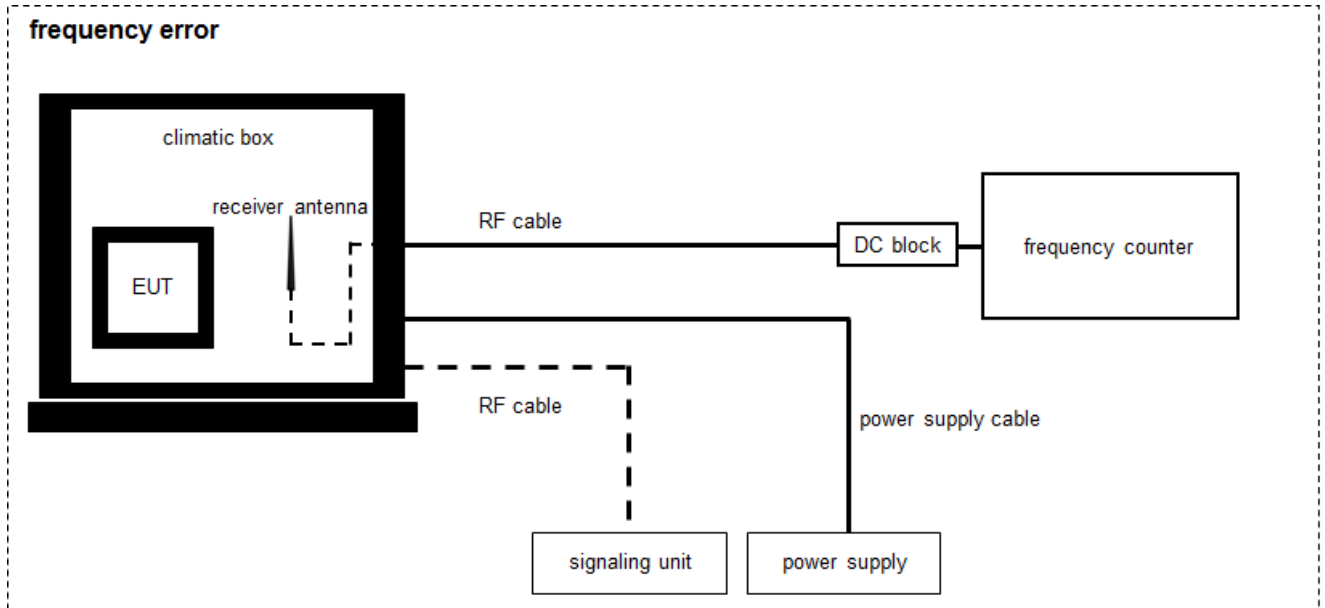 frequency error
climatic box
receiver antenna
EUT
RF cable
DC block
frequency counter
RF cable
power supply cable
signaling unit
power supply